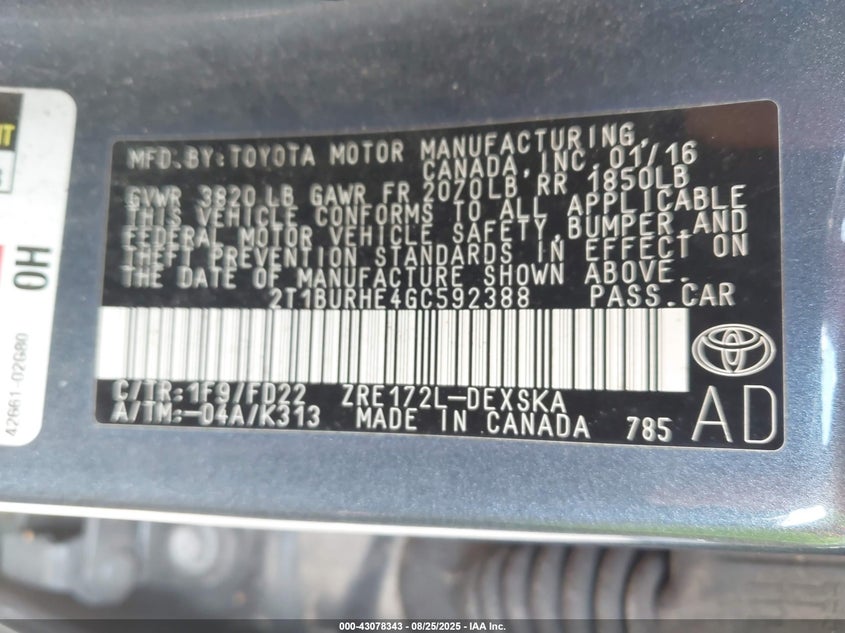 MFD.BY:TOYOTA MOTOR MANUFACTURING,
CANADA,INC.01/16
GVWR 3820LB GAWR FR 2070LB RR 1850LB
THIS VEHICLE CONFORMS TO ALL APPLICABLE
FEDERAL MOTOR VEHICLE SAFETY,BUMPER,AND
THEFT PREVENTION STANDARDS IN EFFECT ON
THE DATE OF MANUFACTURE SHOWN ABOVE.
2T1BURHE4GC592388 PASS.CAR
C/TR:1F9/FD22 ZRE172L-DEXSKA
A/TM:-04A/K313 MADE IN CANADA 785
AD
0H
42661-02G80
000-43078343 - 08/25/2025 - IAA Inc.